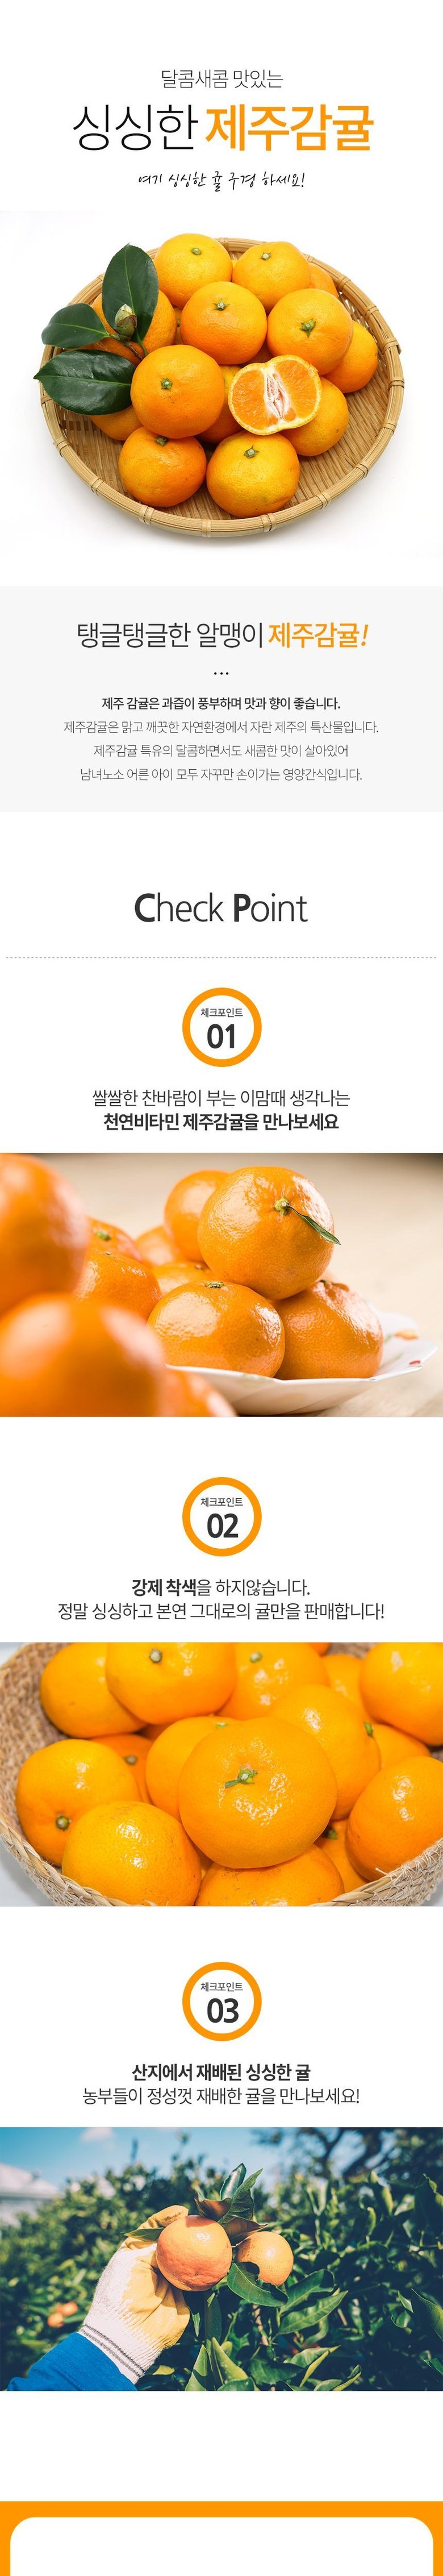 달콤새콤 맛있는
싱싱한 제주감귤
여기 싱싱한 귤 구경 하세요!
탱글탱글한 알맹이 제주감귤!
...
제주 감귤은 과즙이 풍부하며 맛과 향이 좋습니다.
제주감귤은 맑고 깨끗한 자연환경에서 자란 제주의 특산물입니다.
제주감귤 특유의 달콤하면서도 새콤한 맛이 살아있어
남녀노소 어른 아이 모두 자꾸만 손이가는 영양간식입니다.
Check Point
체크포인트
01
쌀쌀한 찬바람이 부는 이맘때 생각나는
천연비타민 제주감귤을 만나보세요
체크포인트
02
강제 착색을 하지않습니다.
정말 싱싱하고 본연 그대로의 귤만을 판매합니다!
체크포인트
03
산지에서 재배된 싱싱한 귤
농부들이 정성껏 재배한 귤을 만나보세요!